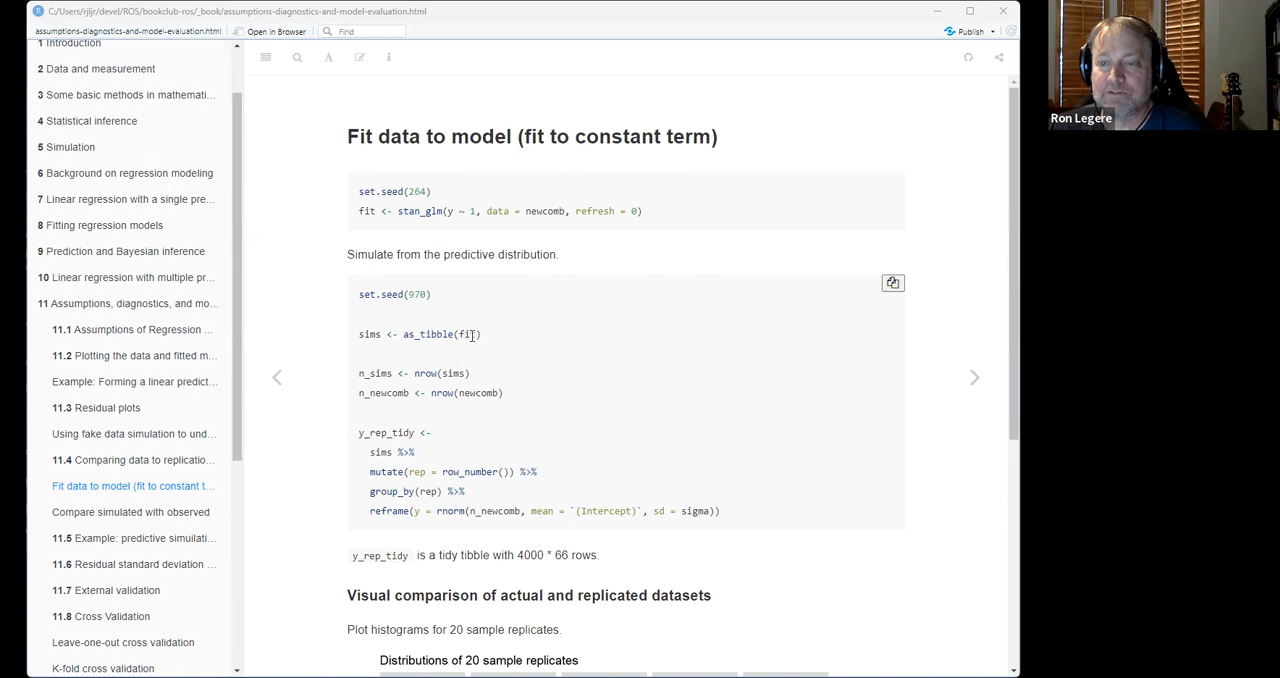 C:/Users/rjljr/devel/ROS/bookclub-ros/_book/assumptions-diagnostics-and-model-evaluation.html
assumptions-diagnostics-and-model-evaluation.html
Open in Browser
Find
Publish
1 Introduction
2 Data and measurement
3 Some basic methods in mathemati...
4 Statistical inference
5 Simulation
6 Background on regression modeling
7 Linear regression with a single pre...
8 Fitting regression models
9 Prediction and Bayesian inference
10 Linear regression with multiple pr...
11 Assumptions, diagnostics, and mo...
11.1 Assumptions of Regression ...
11.2 Plotting the data and fitted m...
Example: Forming a linear predict...
11.3 Residual plots
Using fake data simulation to und...
11.4 Comparing data to replicatio...
Fit data to model (fit to constant t...
Compare simulated with observed
11.5 Example: predictive simuilati...
11.6 Residual standard deviation ...
11.7 External validation
11.8 Cross Validation
Leave-one-out cross validation
K-fold cross validation
Fit data to model (fit to constant term)
set.seed(264)
fit <- stan_glm(y ~ 1, data = newcomb, refresh = 0)
Simulate from the predictive distribution.
set.seed(970)
sims <- as_tibble(fit)
n_sims <- nrow(sims)
n_newcomb <- nrow(newcomb)
y_rep_tidy <-
sims %>%
mutate(rep = row_number()) %>%
group_by(rep) %>%
reframe(y = rnorm(n_newcomb, mean = `(Intercept)`, sd = sigma))
y_rep_tidy is a tidy tibble with 4000 * 66 rows.
Visual comparison of actual and replicated datasets
Plot histograms for 20 sample replicates.
Distributions of 20 sample replicates
Ron Legere